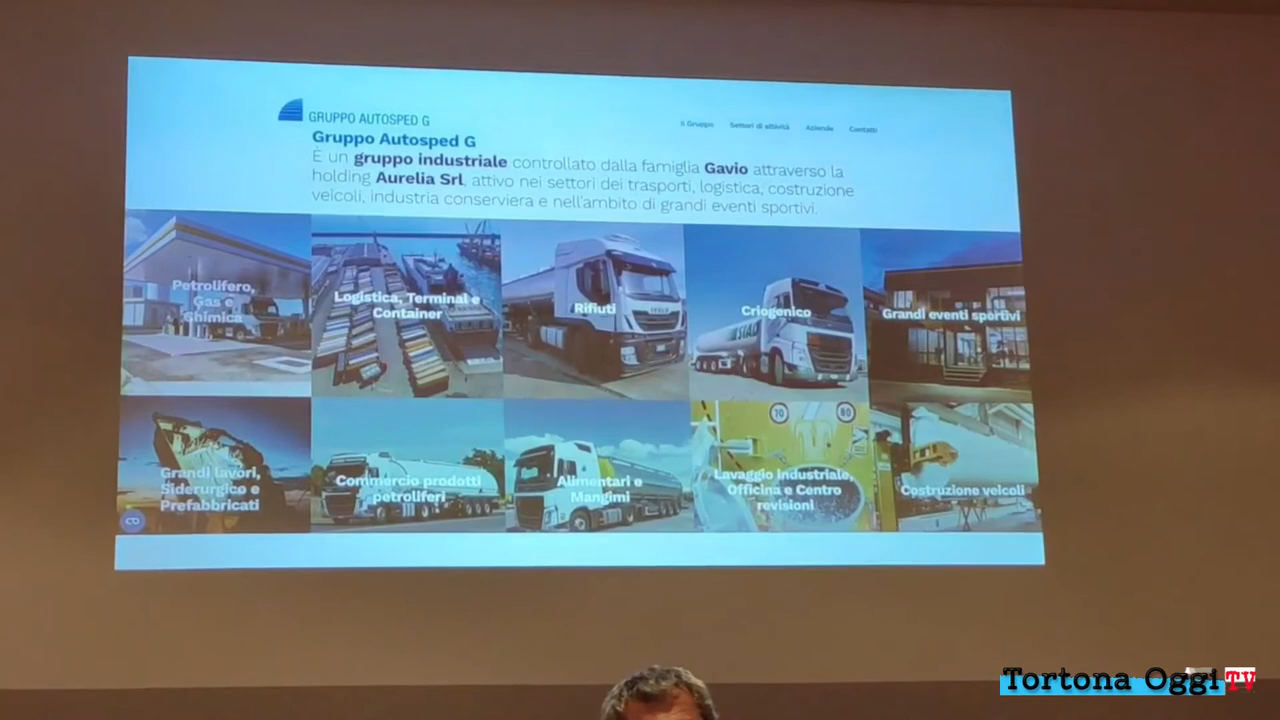 GRUPPO AUTOSPED G
Il Gruppo Settori di attività Aziende Contatti
Gruppo Autosped G
È un gruppo industriale controllato dalla famiglia Gavio attraverso la
holding Aurelia Srl, attivo nei settori dei trasporti, logistica, costruzione
veicoli, industria conserviera e nell'ambito di grandi eventi sportivi.
Petrolifero,
Gas e
Chimica
Logistica, Terminal e
Container
Rifiuti
Criogenico
Grandi eventi sportivi
Grandi lavori,
Siderurgico e
Prefabbricati
Commercio prodotti
petroliferi
Alimentari e
Mangimi
70 80
Lavaggio industriale,
Officina e Centro
revisioni
Costruzione veicoli
Tortona Oggi TV